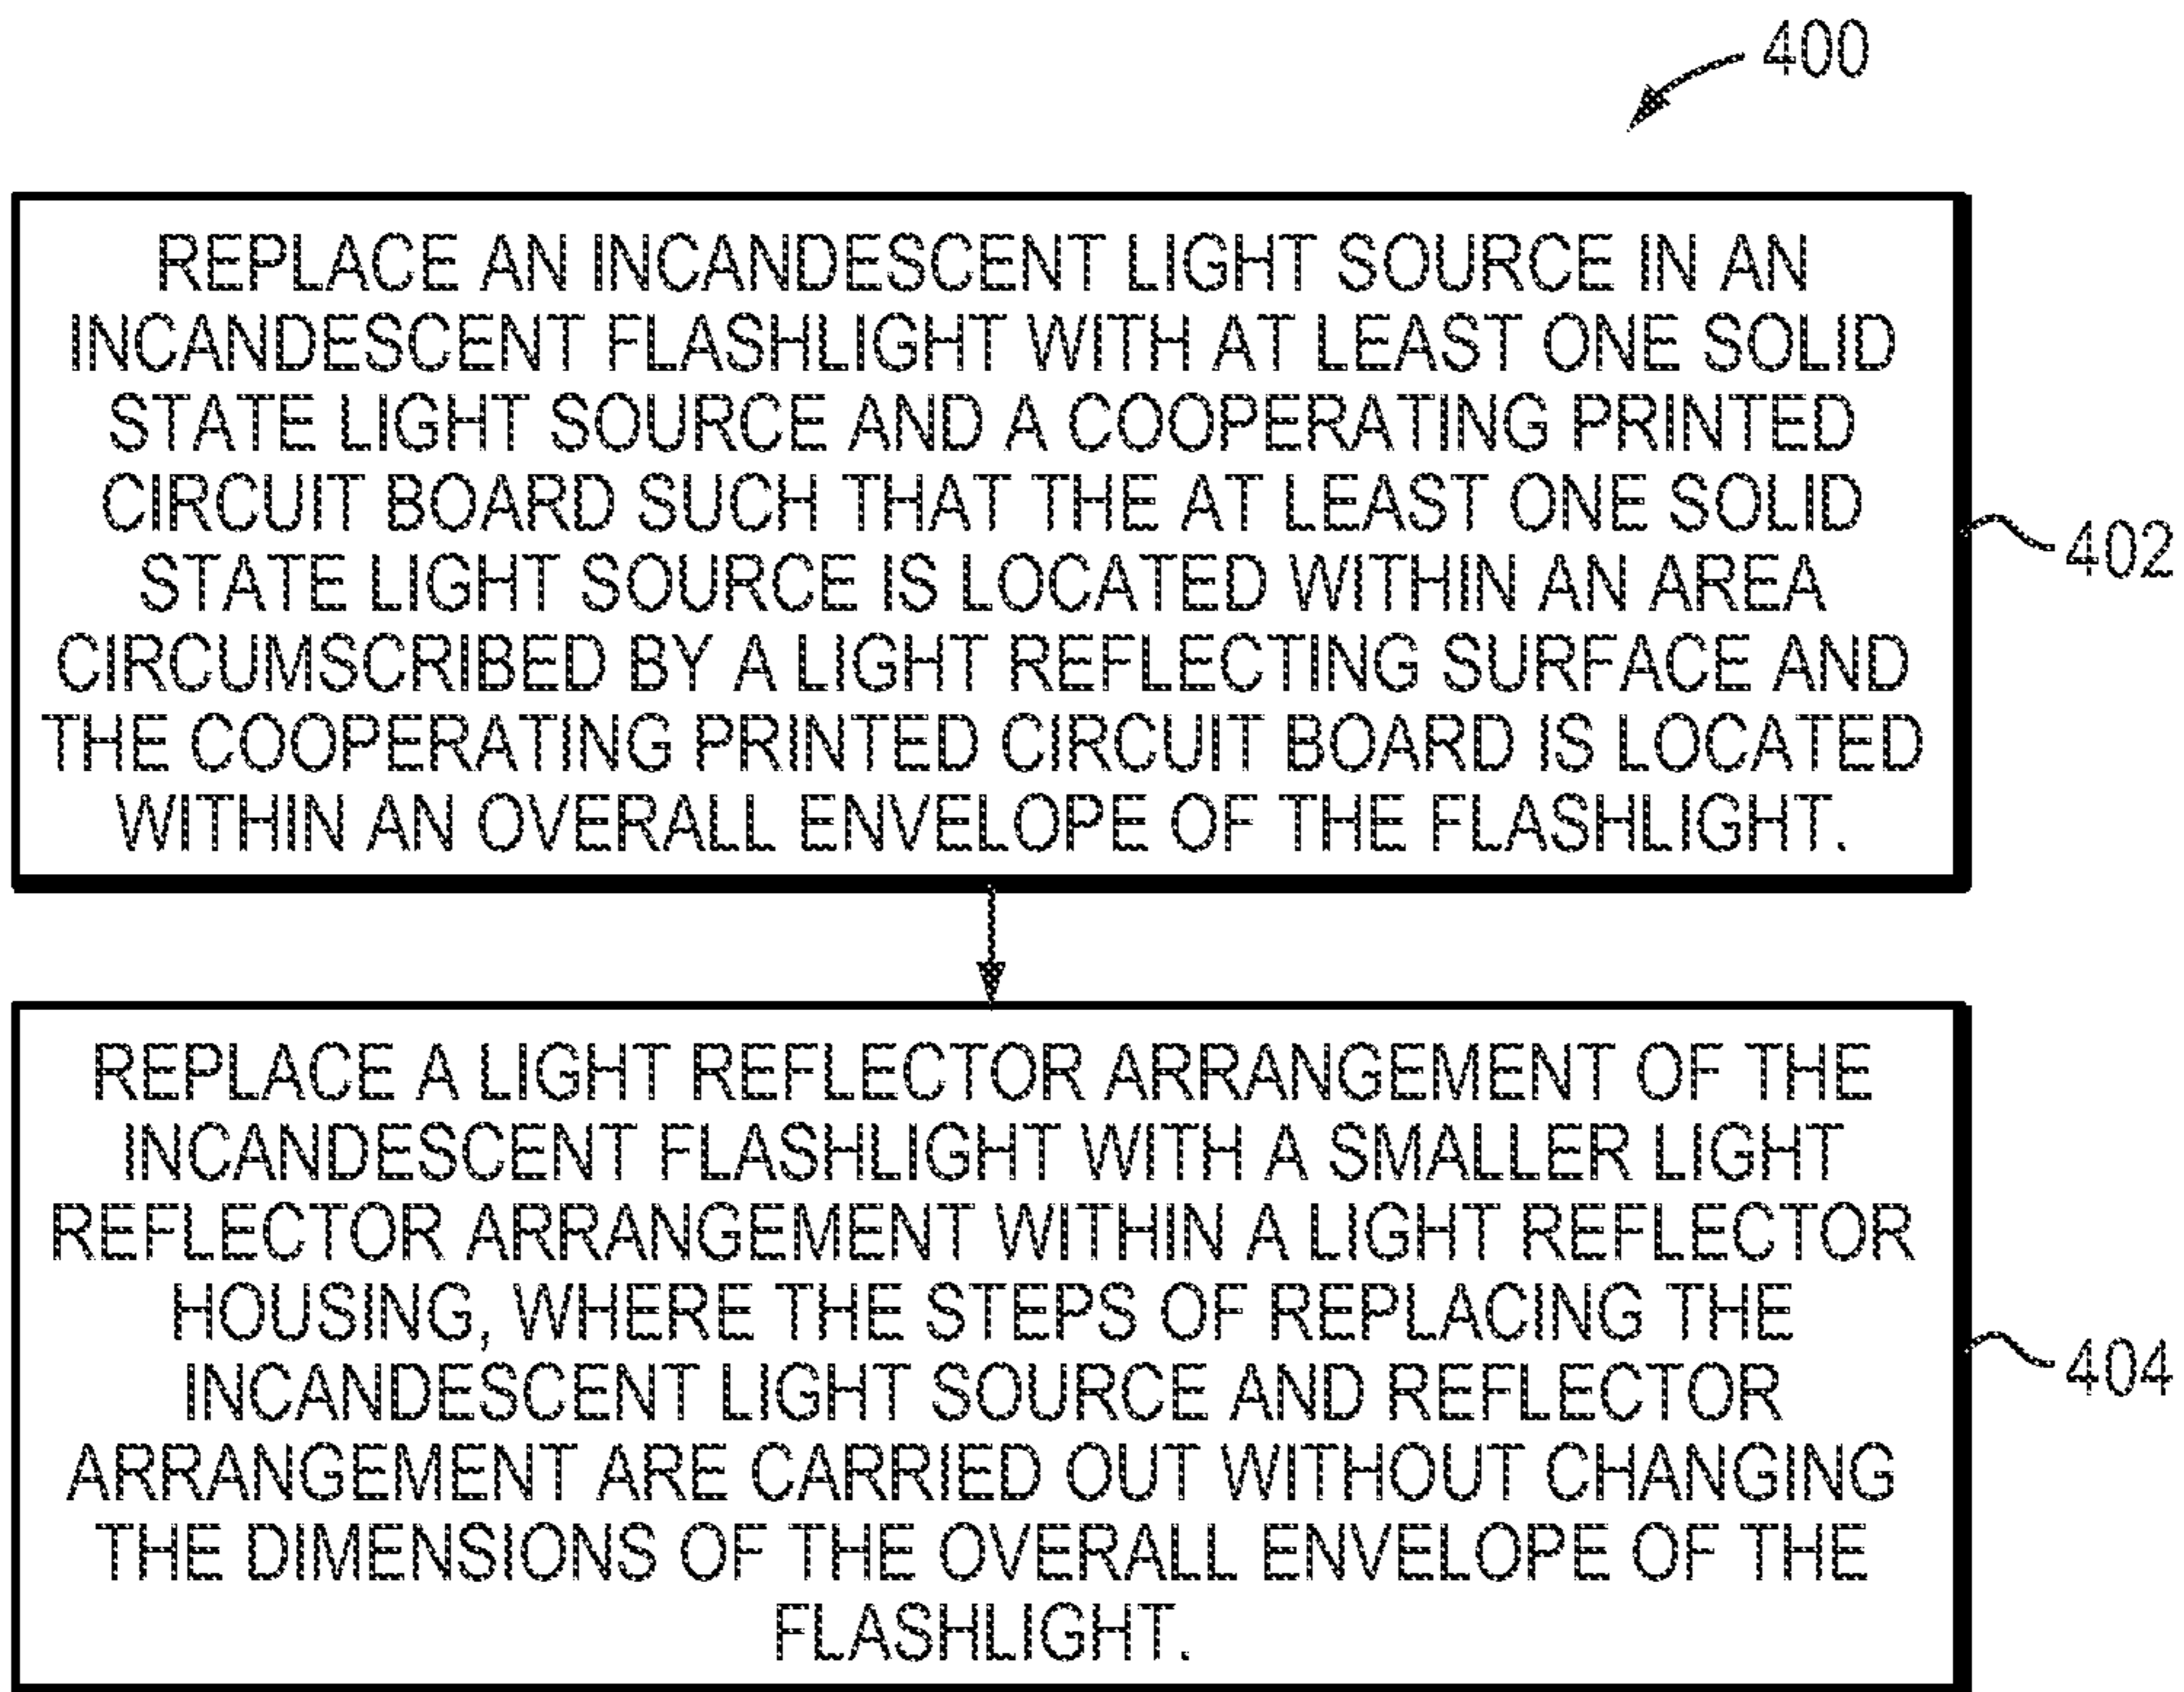 400
REPLACE AN INCANDESCENT LIGHT SOURCE IN AN
INCANDESCENT FLASHLIGHT WITH AT LEAST ONE SOLID
STATE LIGHT SOURCE AND A COOPERATING PRINTED
CIRCUIT BOARD SUCH THAT THE AT LEAST ONE SOLID
STATE LIGHT SOURCE IS LOCATED WITHIN AN AREA
CIRCUMSCRIBED BY A LIGHT REFLECTING SURFACE AND
THE COOPERATING PRINTED CIRCUIT BOARD IS LOCATED
WITHIN AN OVERALL ENVELOPE OF THE FLASHLIGHT.
402
REPLACE A LIGHT REFLECTOR ARRANGEMENT OF THE
INCANDESCENT FLASHLIGHT WITH A SMALLER LIGHT
REFLECTOR ARRANGEMENT WITHIN A LIGHT REFLECTOR
HOUSING, WHERE THE STEPS OF REPLACING THE
INCANDESCENT LIGHT SOURCE AND REFLECTOR
ARRANGEMENT ARE CARRIED OUT WITHOUT CHANGING
THE DIMENSIONS OF THE OVERALL ENVELOPE OF THE
FLASHLIGHT.
404